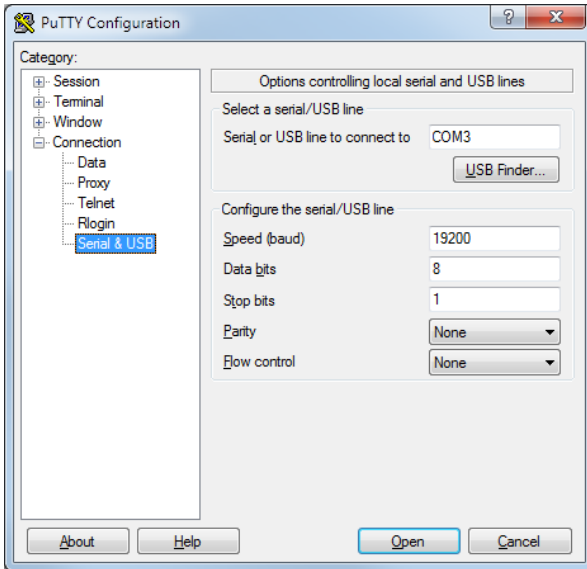 PuTTY Configuration
Category:
Session
Terminal
Window
Connection
Data
Proxy
Telnet
Rlogin
Serial & USB
Options controlling local serial and USB lines
Select a serial/USB line
Serial or USB line to connect to COM3
USB Finder...
Configure the serial/USB line
Speed (baud) 19200
Data bits 8
Stop bits 1
Parity None
Flow control None
About Help Open Cancel